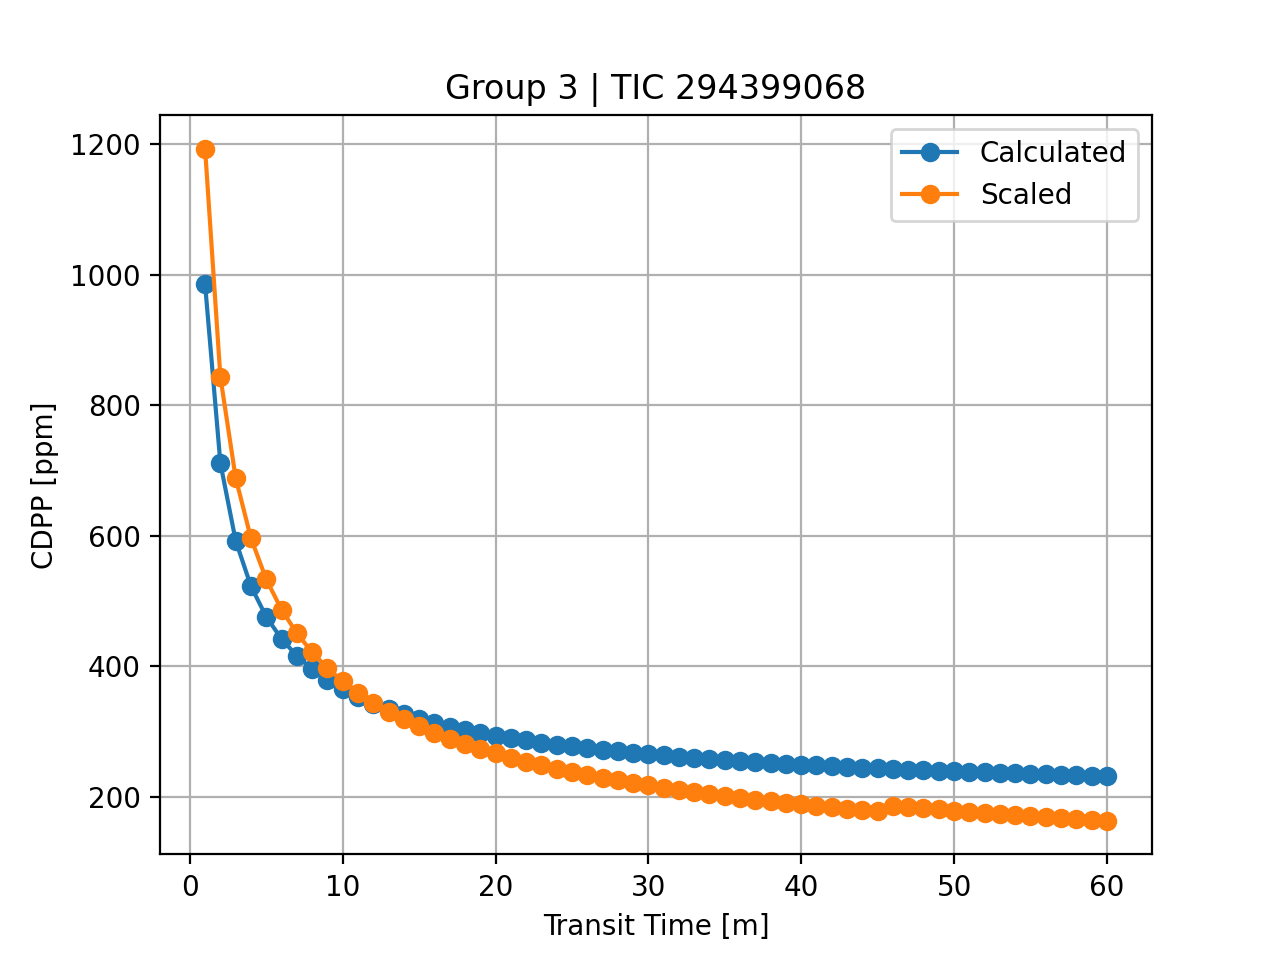 Group 3 | TIC 294399068
Calculated
Scaled
1200
1000
800
600
400
200
CDPP [ppm]
0 10 20 30 40 50 60
Transit Time [m]